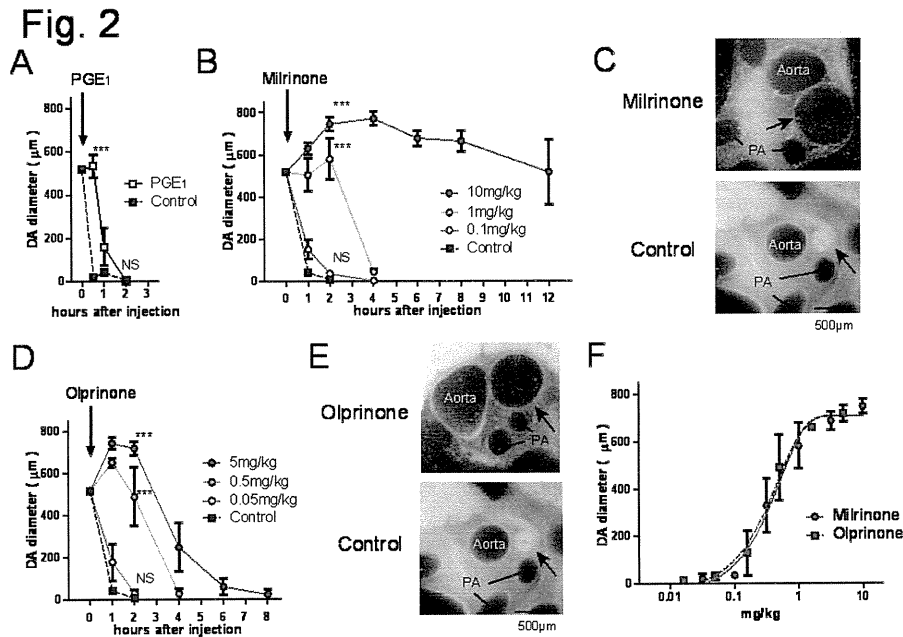 Fig. 2
A
PGE1
DA diameter ( μm)
800
600
400
200
0
***
NS
PGE1
Control
0 1 2 3
hours after injection
B
Milrinone
DA diameter ( μm)
800
600
400
200
0
***
***
NS
10mg/kg
1mg/kg
0.1mg/kg
Control
0 1 2 3 4 5 6 7 8 9 10 11 12
hours after injection
C
Milrinone
Aorta
PA
Control
Aorta
PA
500μm
D
Olprinone
DA diameter ( μm)
800
600
400
200
0
***
***
NS
5mg/kg
0.5mg/kg
0.05mg/kg
Control
0 1 2 3 4 5 6 7 8
hours after injection
E
Olprinone
Aorta
PA
Control
Aorta
PA
500μm
F
DA diameter ( μm)
800
600
400
200
0
Milrinone
Olprinone
0.01 0.1 1 10
mg/kg